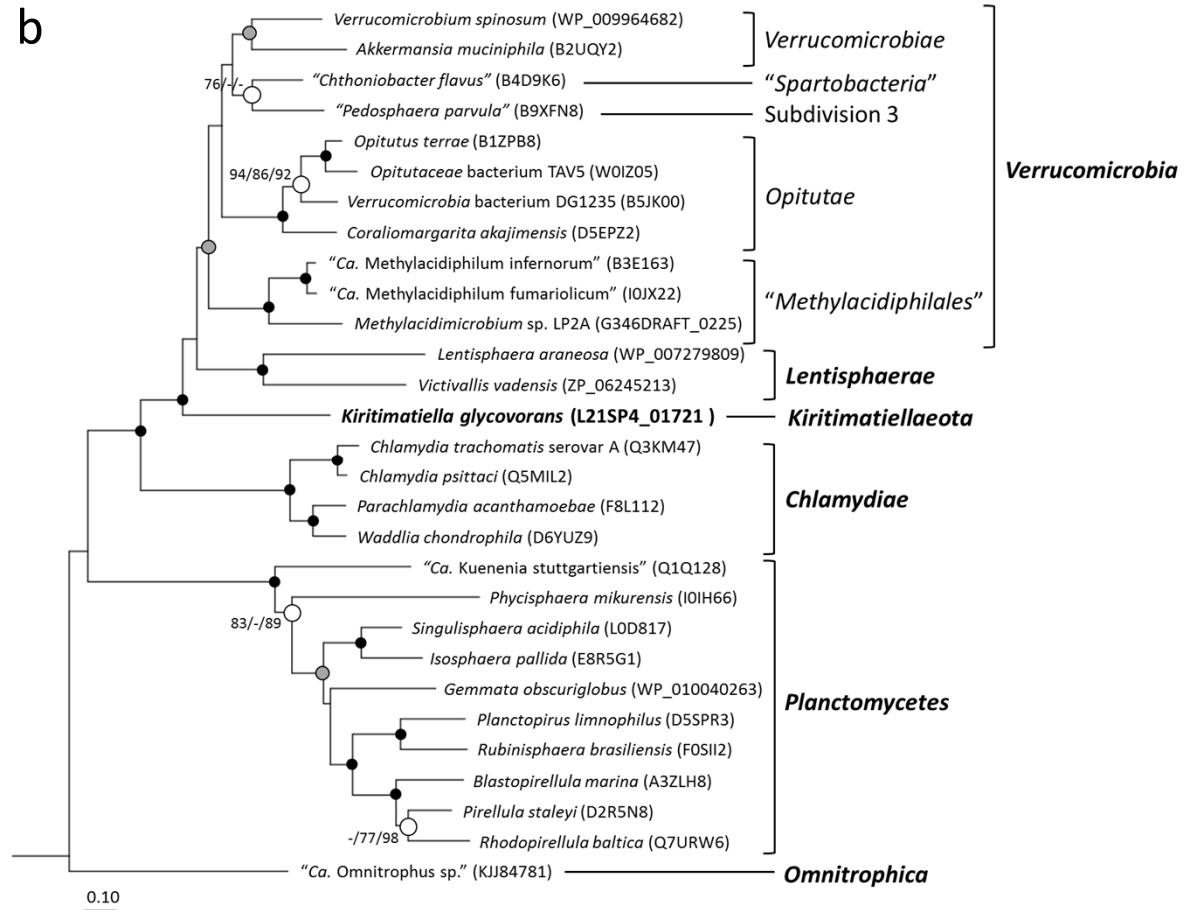 b
Verrucomicrobium spinosum (WP_009964682)
Akkermansia muciniphila (B2UQY2)
Verrucomicrobiae
76/-/-
“Chthoniobacter flavus” (B4D9K6)
“Spartobacteria”
“Pedosphaera parvula” (B9XFN8)
Subdivision 3
Opitutus terrae (B1ZPB8)
94/86/92
Opitutaceae bacterium TAV5 (W0IZ05)
Verrucomicrobia bacterium DG1235 (B5JK00)
Coraliomargarita akajimensis (D5EPZ2)
Opitutae
Verrucomicrobia
“Ca. Methylacidiphilum infernorum” (B3E163)
“Ca. Methylacidiphilum fumariolicum” (I0JX22)
Methylacidimicrobium sp. LP2A (G346DRAFT_0225)
“Methylacidiphilales”
Lentisphaera araneosa (WP_007279809)
Victivallis vadensis (ZP_06245213)
Lentisphaerae
Kiritimatiella glycovorans (L21SP4_01721 )
Kiritimatiellaeota
Chlamydia trachomatis serovar A (Q3KM47)
Chlamydia psittaci (Q5MIL2)
Parachlamydia acanthamoebae (F8L112)
Waddlia chondrophila (D6YUZ9)
Chlamydiae
“Ca. Kuenenia stuttgartiensis” (Q1Q128)
Phycisphaera mikurensis (I0IH66)
83/-/89
Singulisphaera acidiphila (L0D817)
Isosphaera pallida (E8R5G1)
Gemmata obscuriglobus (WP_010040263)
Planctopirus limnophilus (D5SPR3)
Rubinisphaera brasiliensis (F0SII2)
Blastopirellula marina (A3ZLH8)
Pirellula staleyi (D2R5N8)
-/77/98
Rhodopirellula baltica (Q7URW6)
Planctomycetes
“Ca. Omnitrophus sp.” (KJJ84781)
Omnitrophica
0.10